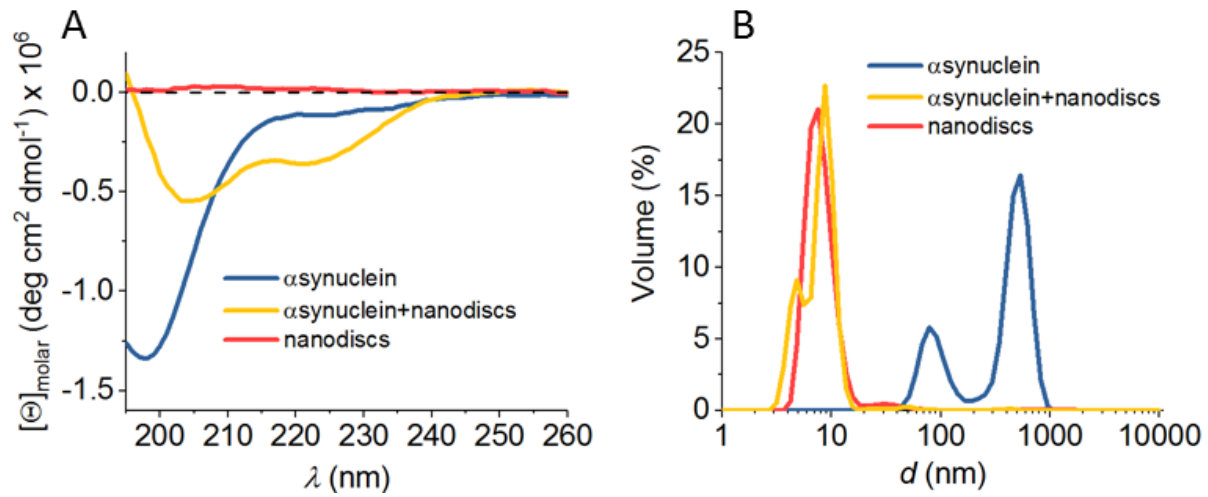 A
[Θ]molar (deg cm² dmol⁻¹) x 10⁶
0.0
-0.5
-1.0
-1.5
αsynuclein
αsynuclein+nanodiscs
nanodiscs
200 210 220 230 240 250 260
λ (nm)
B
Volume (%)
25
20
15
10
5
0
αsynuclein
αsynuclein+nanodiscs
nanodiscs
1 10 100 1000 10000
d (nm)